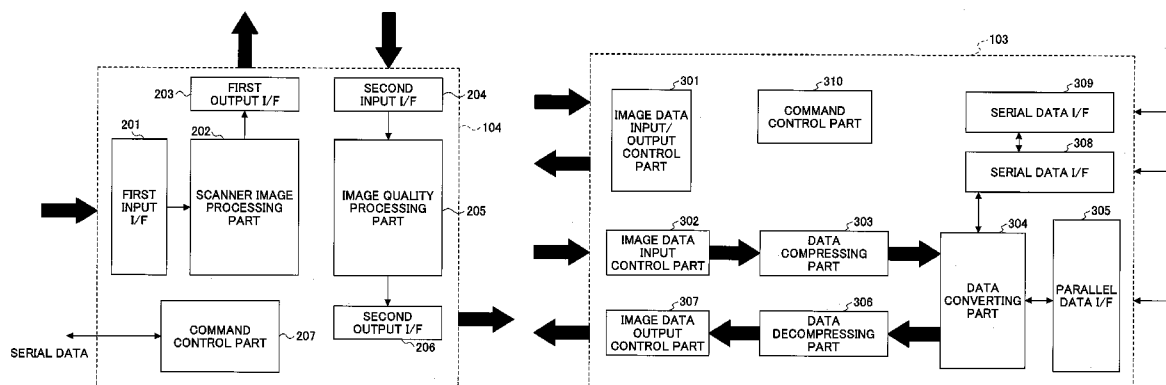 203
FIRST
OUTPUT I/F
SECOND
INPUT I/F
204
104
201
FIRST
INPUT I/F
202
SCANNER IMAGE
PROCESSING
PART
IMAGE QUALITY
PROCESSING
PART
205
SERIAL DATA
COMMAND
CONTROL PART
207
SECOND
OUTPUT I/F
206
103
301
IMAGE DATA
INPUT/
OUTPUT
CONTROL
PART
310
COMMAND
CONTROL PART
309
SERIAL DATA I/F
308
SERIAL DATA I/F
302
IMAGE DATA
INPUT
CONTROL PART
303
DATA
COMPRESSING
PART
304
DATA
CONVERTING
PART
305
PARALLEL
DATA I/F
307
IMAGE DATA
OUTPUT
CONTROL PART
306
DATA
DECOMPRESSING
PART